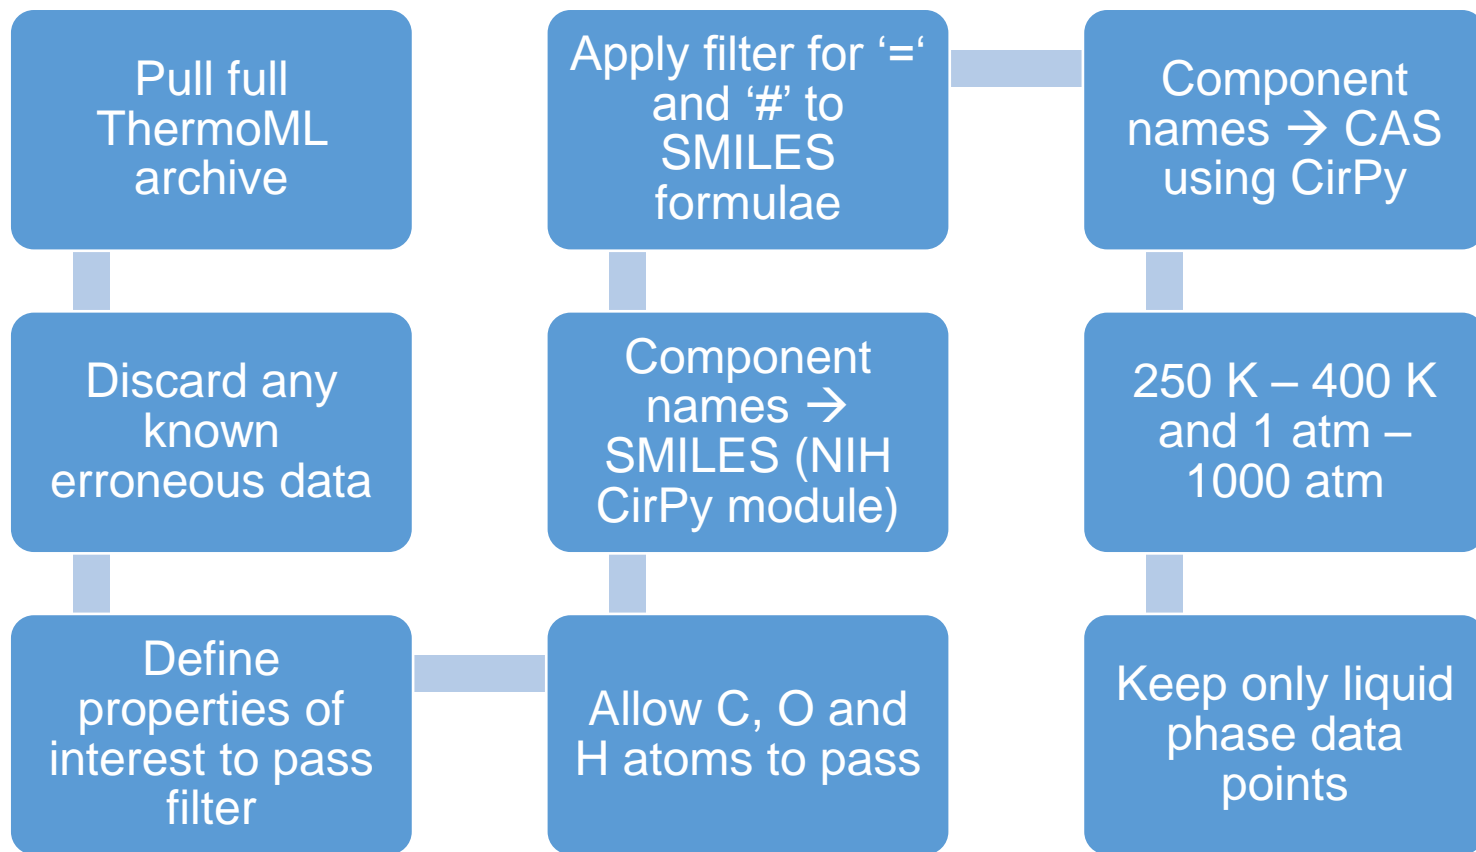 Pull full
ThermoML
archive
Discard any
known
erroneous data
Define
properties of
interest to pass
filter
Allow C, O and
H atoms to pass
Component
names →
SMILES (NIH
CirPy module)
Apply filter for ‘=‘
and ‘#’ to
SMILES
formulae
Component
names → CAS
using CirPy
250 K – 400 K
and 1 atm –
1000 atm
Keep only liquid
phase data
points